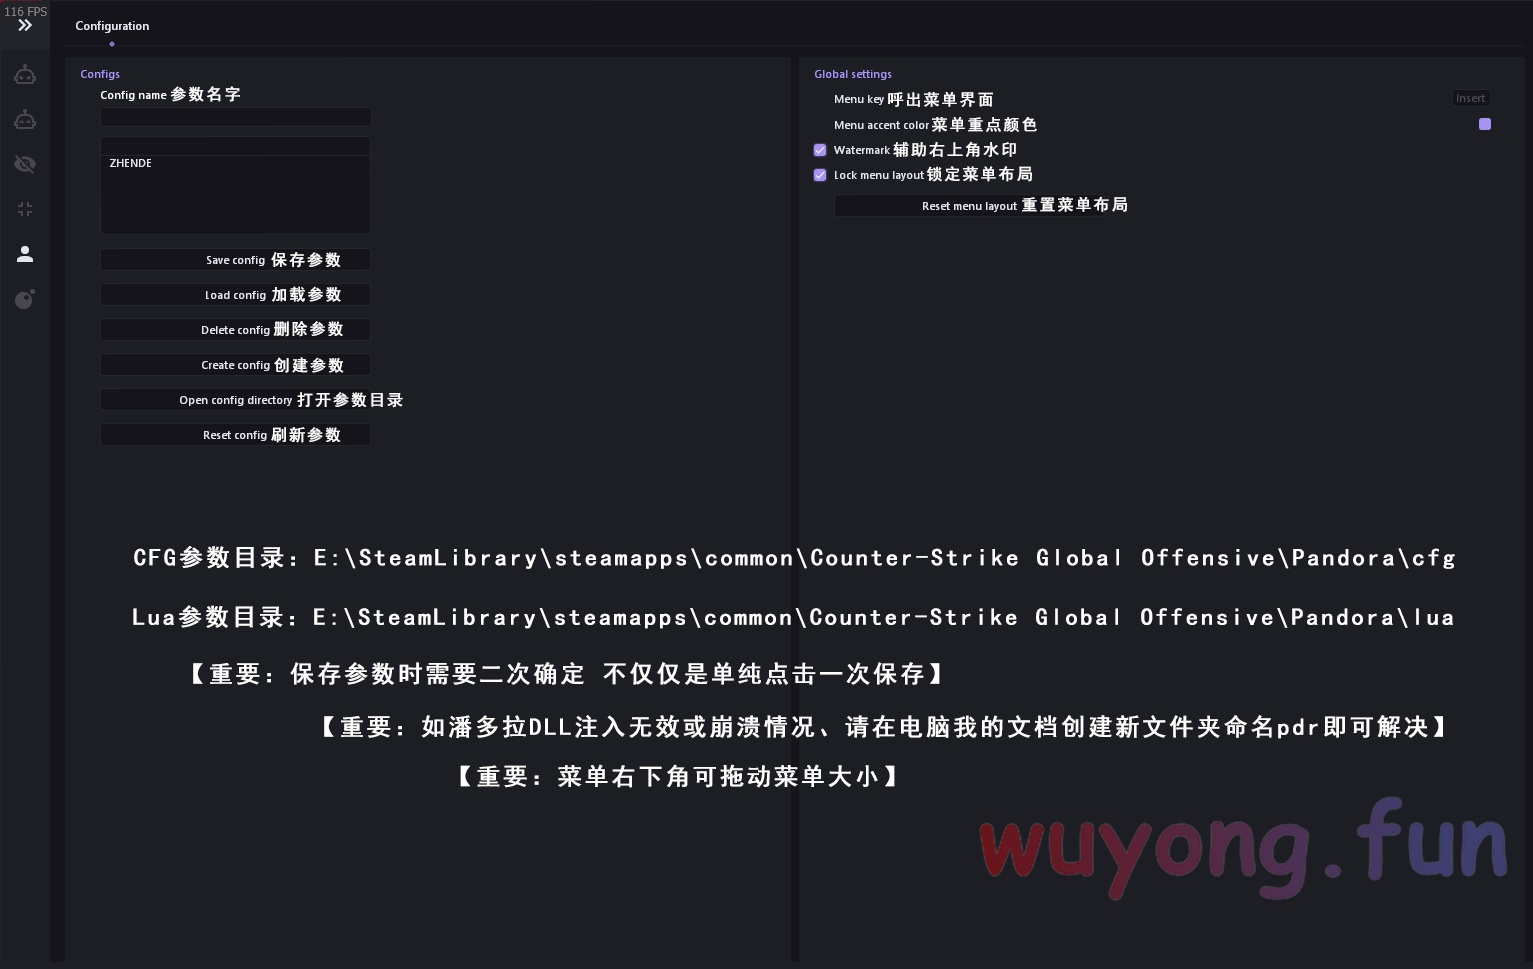 116 FPS
Configuration
Configs
Config name 参数名字
ZHENDE
Save config 保存参数
Load config 加载参数
Delete config 删除参数
Create config 创建参数
Open config directory 打开参数目录
Reset config 刷新参数
Global settings
Menu key 呼出菜单界面
Insert
Menu accent color 菜单重点颜色
Watermark 辅助右上角水印
Lock menu layout 锁定菜单布局
Reset menu layout 重置菜单布局
CFG参数目录：E:\SteamLibrary\steamapps\common\Counter-Strike Global Offensive\Pandora\cfg
Lua参数目录：E:\SteamLibrary\steamapps\common\Counter-Strike Global Offensive\Pandora\lua
【重要：保存参数时需要二次确定 不仅仅是单纯点击一次保存】
【重要：如潘多拉DLL注入无效或崩溃情况、请在电脑我的文档创建新文件夹命名pdr即可解决】
【重要：菜单右下角可拖动菜单大小】
wuyong.fun